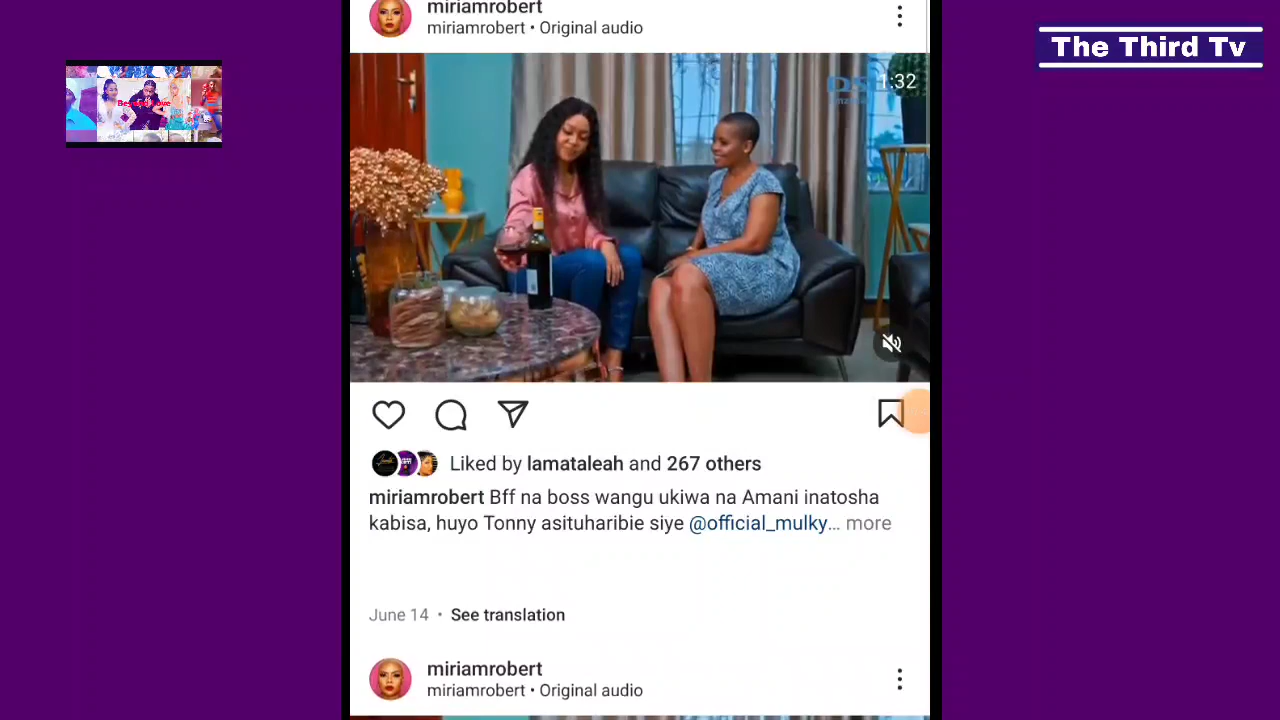 miriamrobert
miriamrobert • Original audio
The Third Tv
1:32
Liked by lamataleah and 267 others
miriamrobert Bff na boss wangu ukiwa na Amani inatosha
kabisa, huyo Tonny asituharibie siye @official_mulky... more
June 14 • See translation
miriamrobert
miriamrobert • Original audio